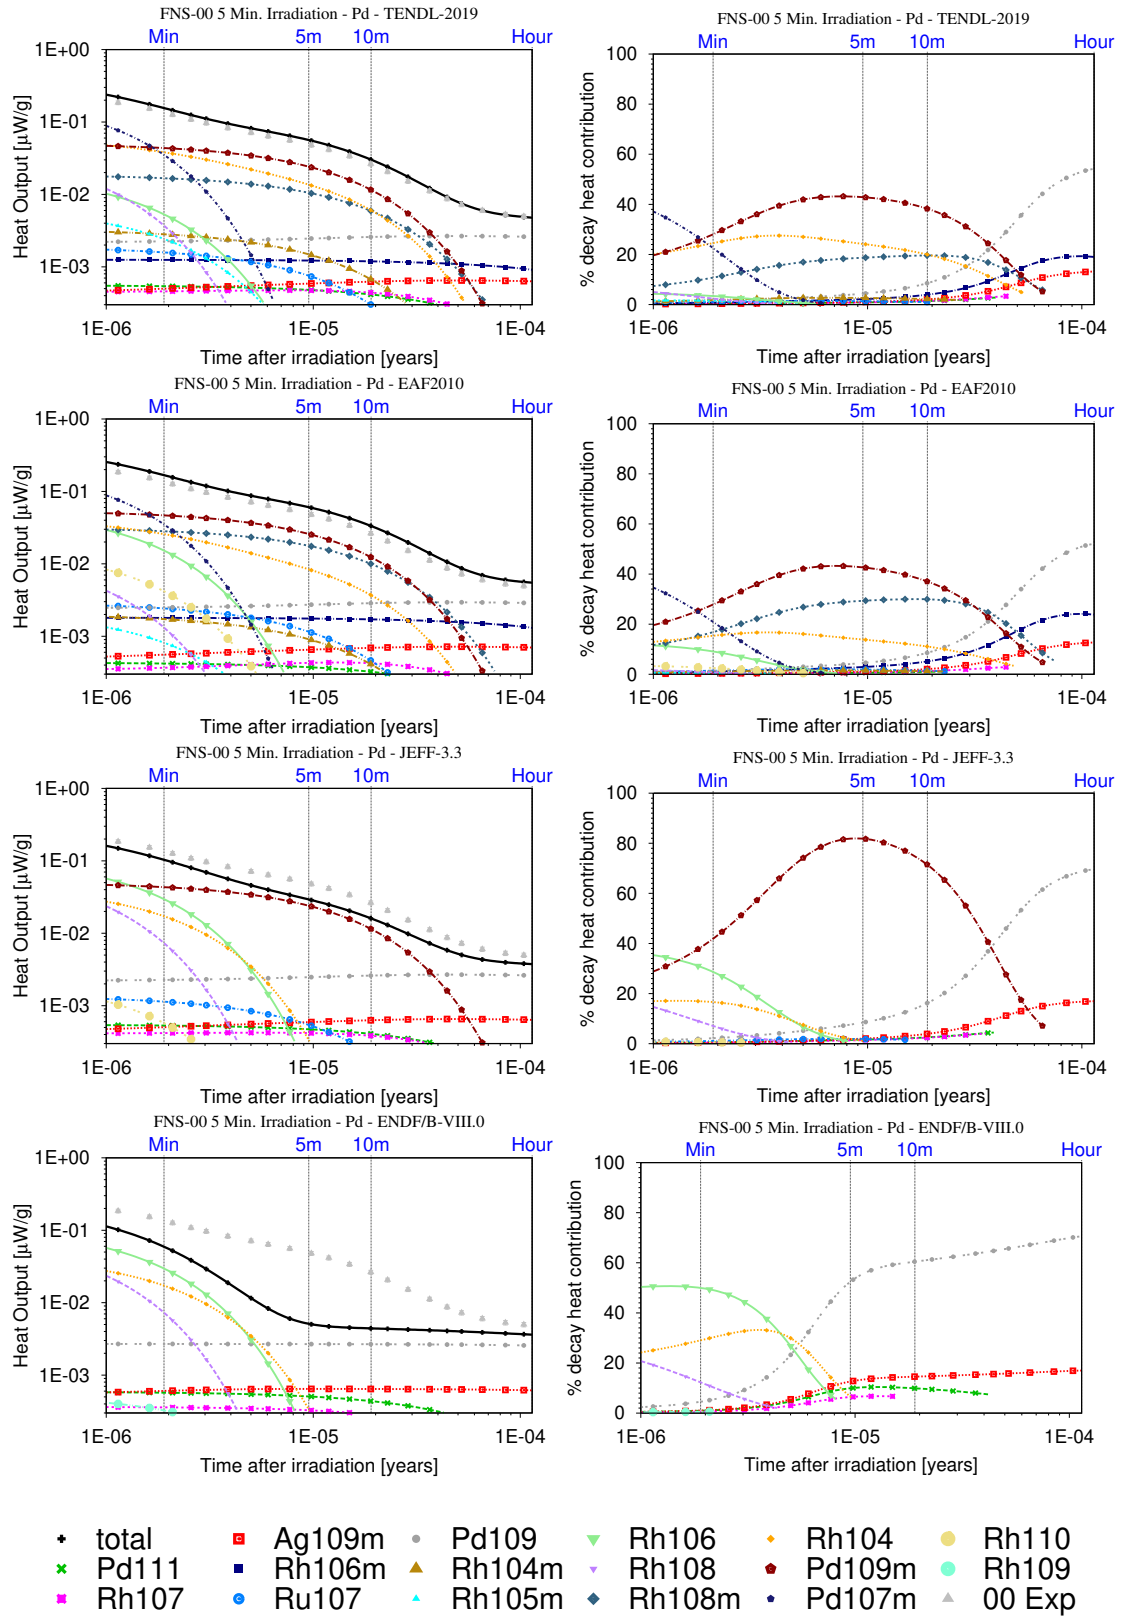 FNS-00 5 Min. Irradiation - Pd - TENDL-2019
Min 5m 10m Hour
1E+00
1E-01
1E-02
1E-03
Heat Output [µW/g]
1E-06 1E-05 1E-04
Time after irradiation [years]
FNS-00 5 Min. Irradiation - Pd - TENDL-2019
Min 5m 10m Hour
100
80
60
40
20
0
% decay heat contribution
1E-06 1E-05 1E-04
Time after irradiation [years]
FNS-00 5 Min. Irradiation - Pd - EAF2010
Min 5m 10m Hour
1E+00
1E-01
1E-02
1E-03
Heat Output [µW/g]
1E-06 1E-05 1E-04
Time after irradiation [years]
FNS-00 5 Min. Irradiation - Pd - EAF2010
Min 5m 10m Hour
100
80
60
40
20
0
% decay heat contribution
1E-06 1E-05 1E-04
Time after irradiation [years]
FNS-00 5 Min. Irradiation - Pd - JEFF-3.3
Min 5m 10m Hour
1E+00
1E-01
1E-02
1E-03
Heat Output [µW/g]
1E-06 1E-05 1E-04
Time after irradiation [years]
FNS-00 5 Min. Irradiation - Pd - JEFF-3.3
Min 5m 10m Hour
100
80
60
40
20
0
% decay heat contribution
1E-06 1E-05 1E-04
Time after irradiation [years]
FNS-00 5 Min. Irradiation - Pd - ENDF/B-VIII.0
Min 5m 10m Hour
1E+00
1E-01
1E-02
1E-03
Heat Output [µW/g]
1E-06 1E-05 1E-04
Time after irradiation [years]
FNS-00 5 Min. Irradiation - Pd - ENDF/B-VIII.0
Min 5m 10m Hour
100
80
60
40
20
0
% decay heat contribution
1E-06 1E-05 1E-04
Time after irradiation [years]
total Ag109m Pd109 Rh106 Rh104 Rh110
Pd111 Rh106m Rh104m Rh108 Pd109m Rh109
Rh107 Ru107 Rh105m Rh108m Pd107m 00 Exp